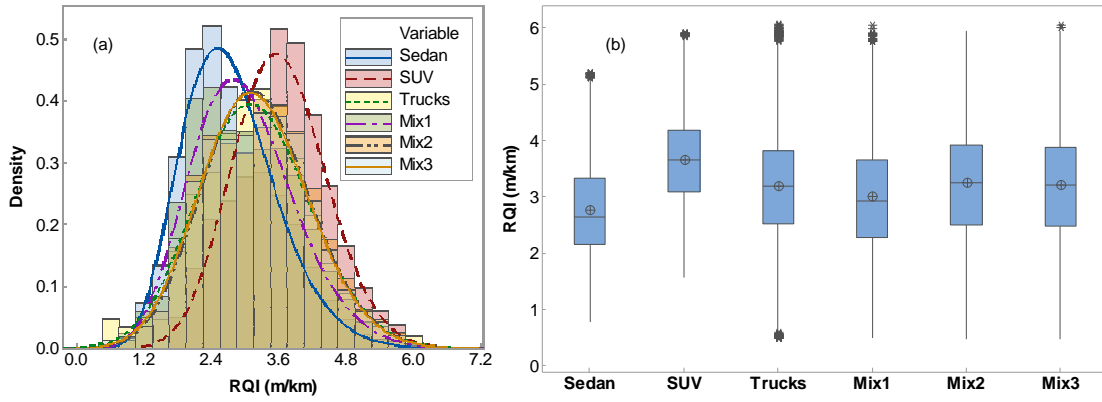 (a)
Variable
Sedan
SUV
Trucks
Mix1
Mix2
Mix3
Density
0.5
0.4
0.3
0.2
0.1
0.0
0.0 1.2 2.4 3.6 4.8 6.0 7.2
RQI (m/km)
(b)
RQI (m/km)
6
5
4
3
2
1
0
Sedan SUV Trucks Mix1 Mix2 Mix3